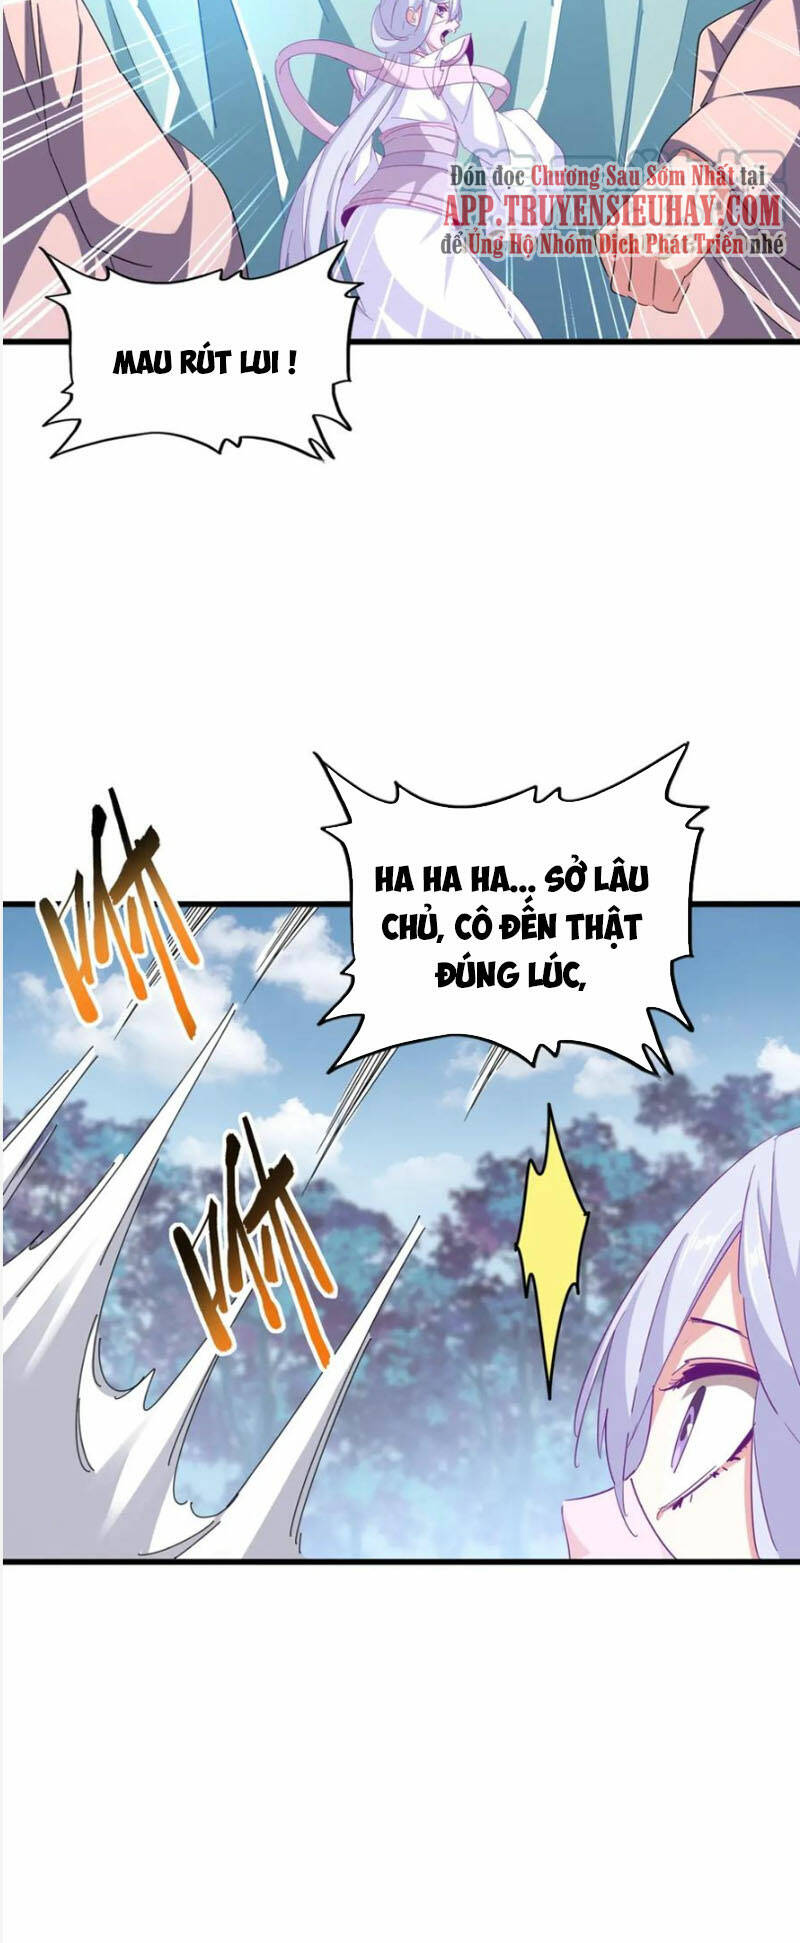 Đón đọc Chương Sau Sớm Nhất tại
APP.TRUYENSIEUHAY.COM
để Ủng Hộ Nhóm Dịch Phát Triển nhé
MAU RÚT LUI !
HA HA HA... SỞ LÂU
CHỦ, CÔ ĐẾN THẬT
ĐÚNG LÚC,